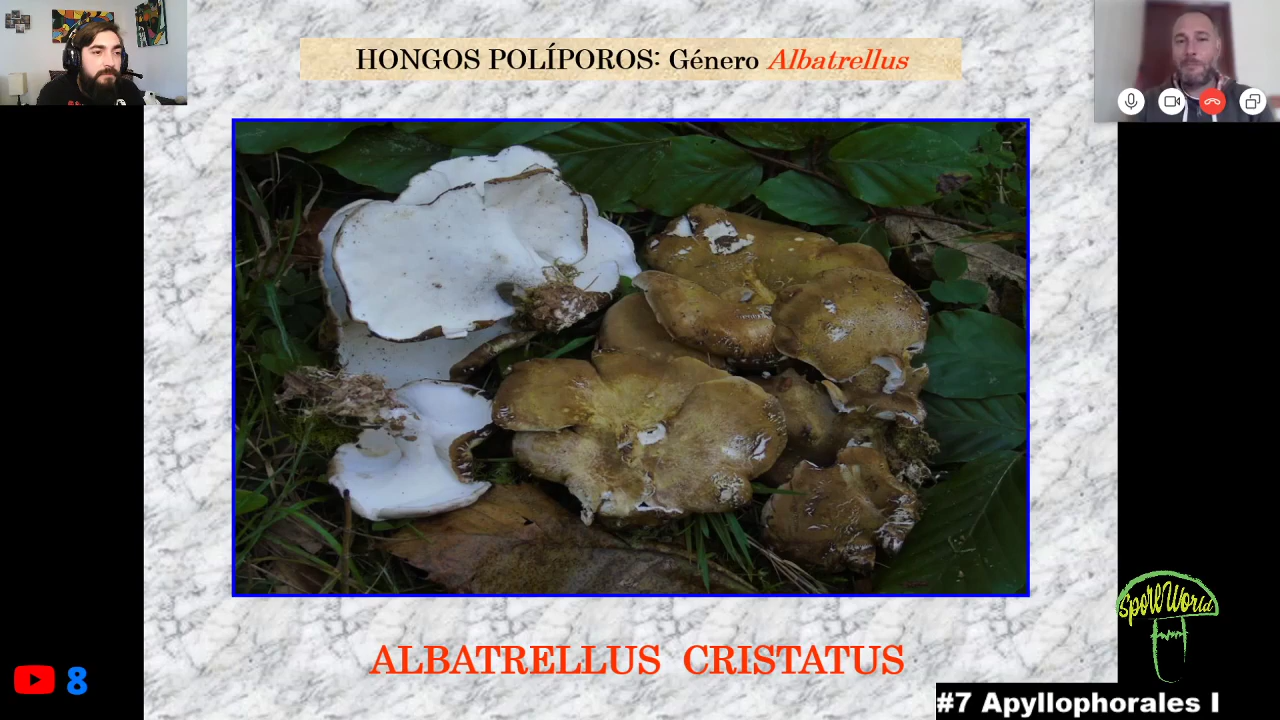 HONGOS POLÍPOROS: Género Albatrellus
ALBATRELLUS CRISTATUS
SporeWorld
8
#7 Apyllophorales I